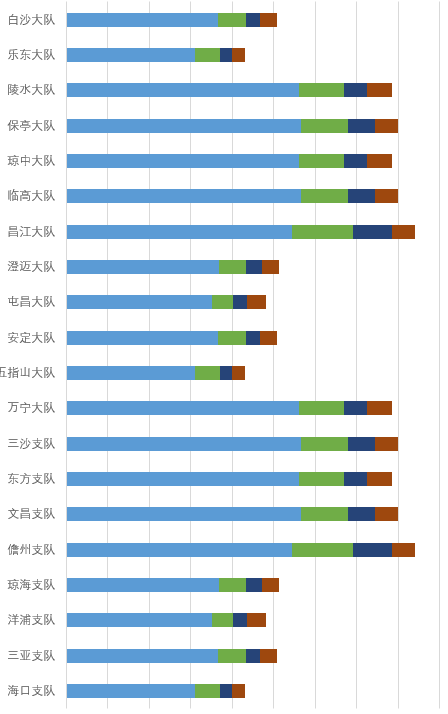 白沙大队
乐东大队
陵水大队
保亭大队
琼中大队
临高大队
昌江大队
澄迈大队
屯昌大队
安定大队
五指山大队
万宁大队
三沙支队
东方支队
文昌支队
儋州支队
琼海支队
洋浦支队
三亚支队
海口支队